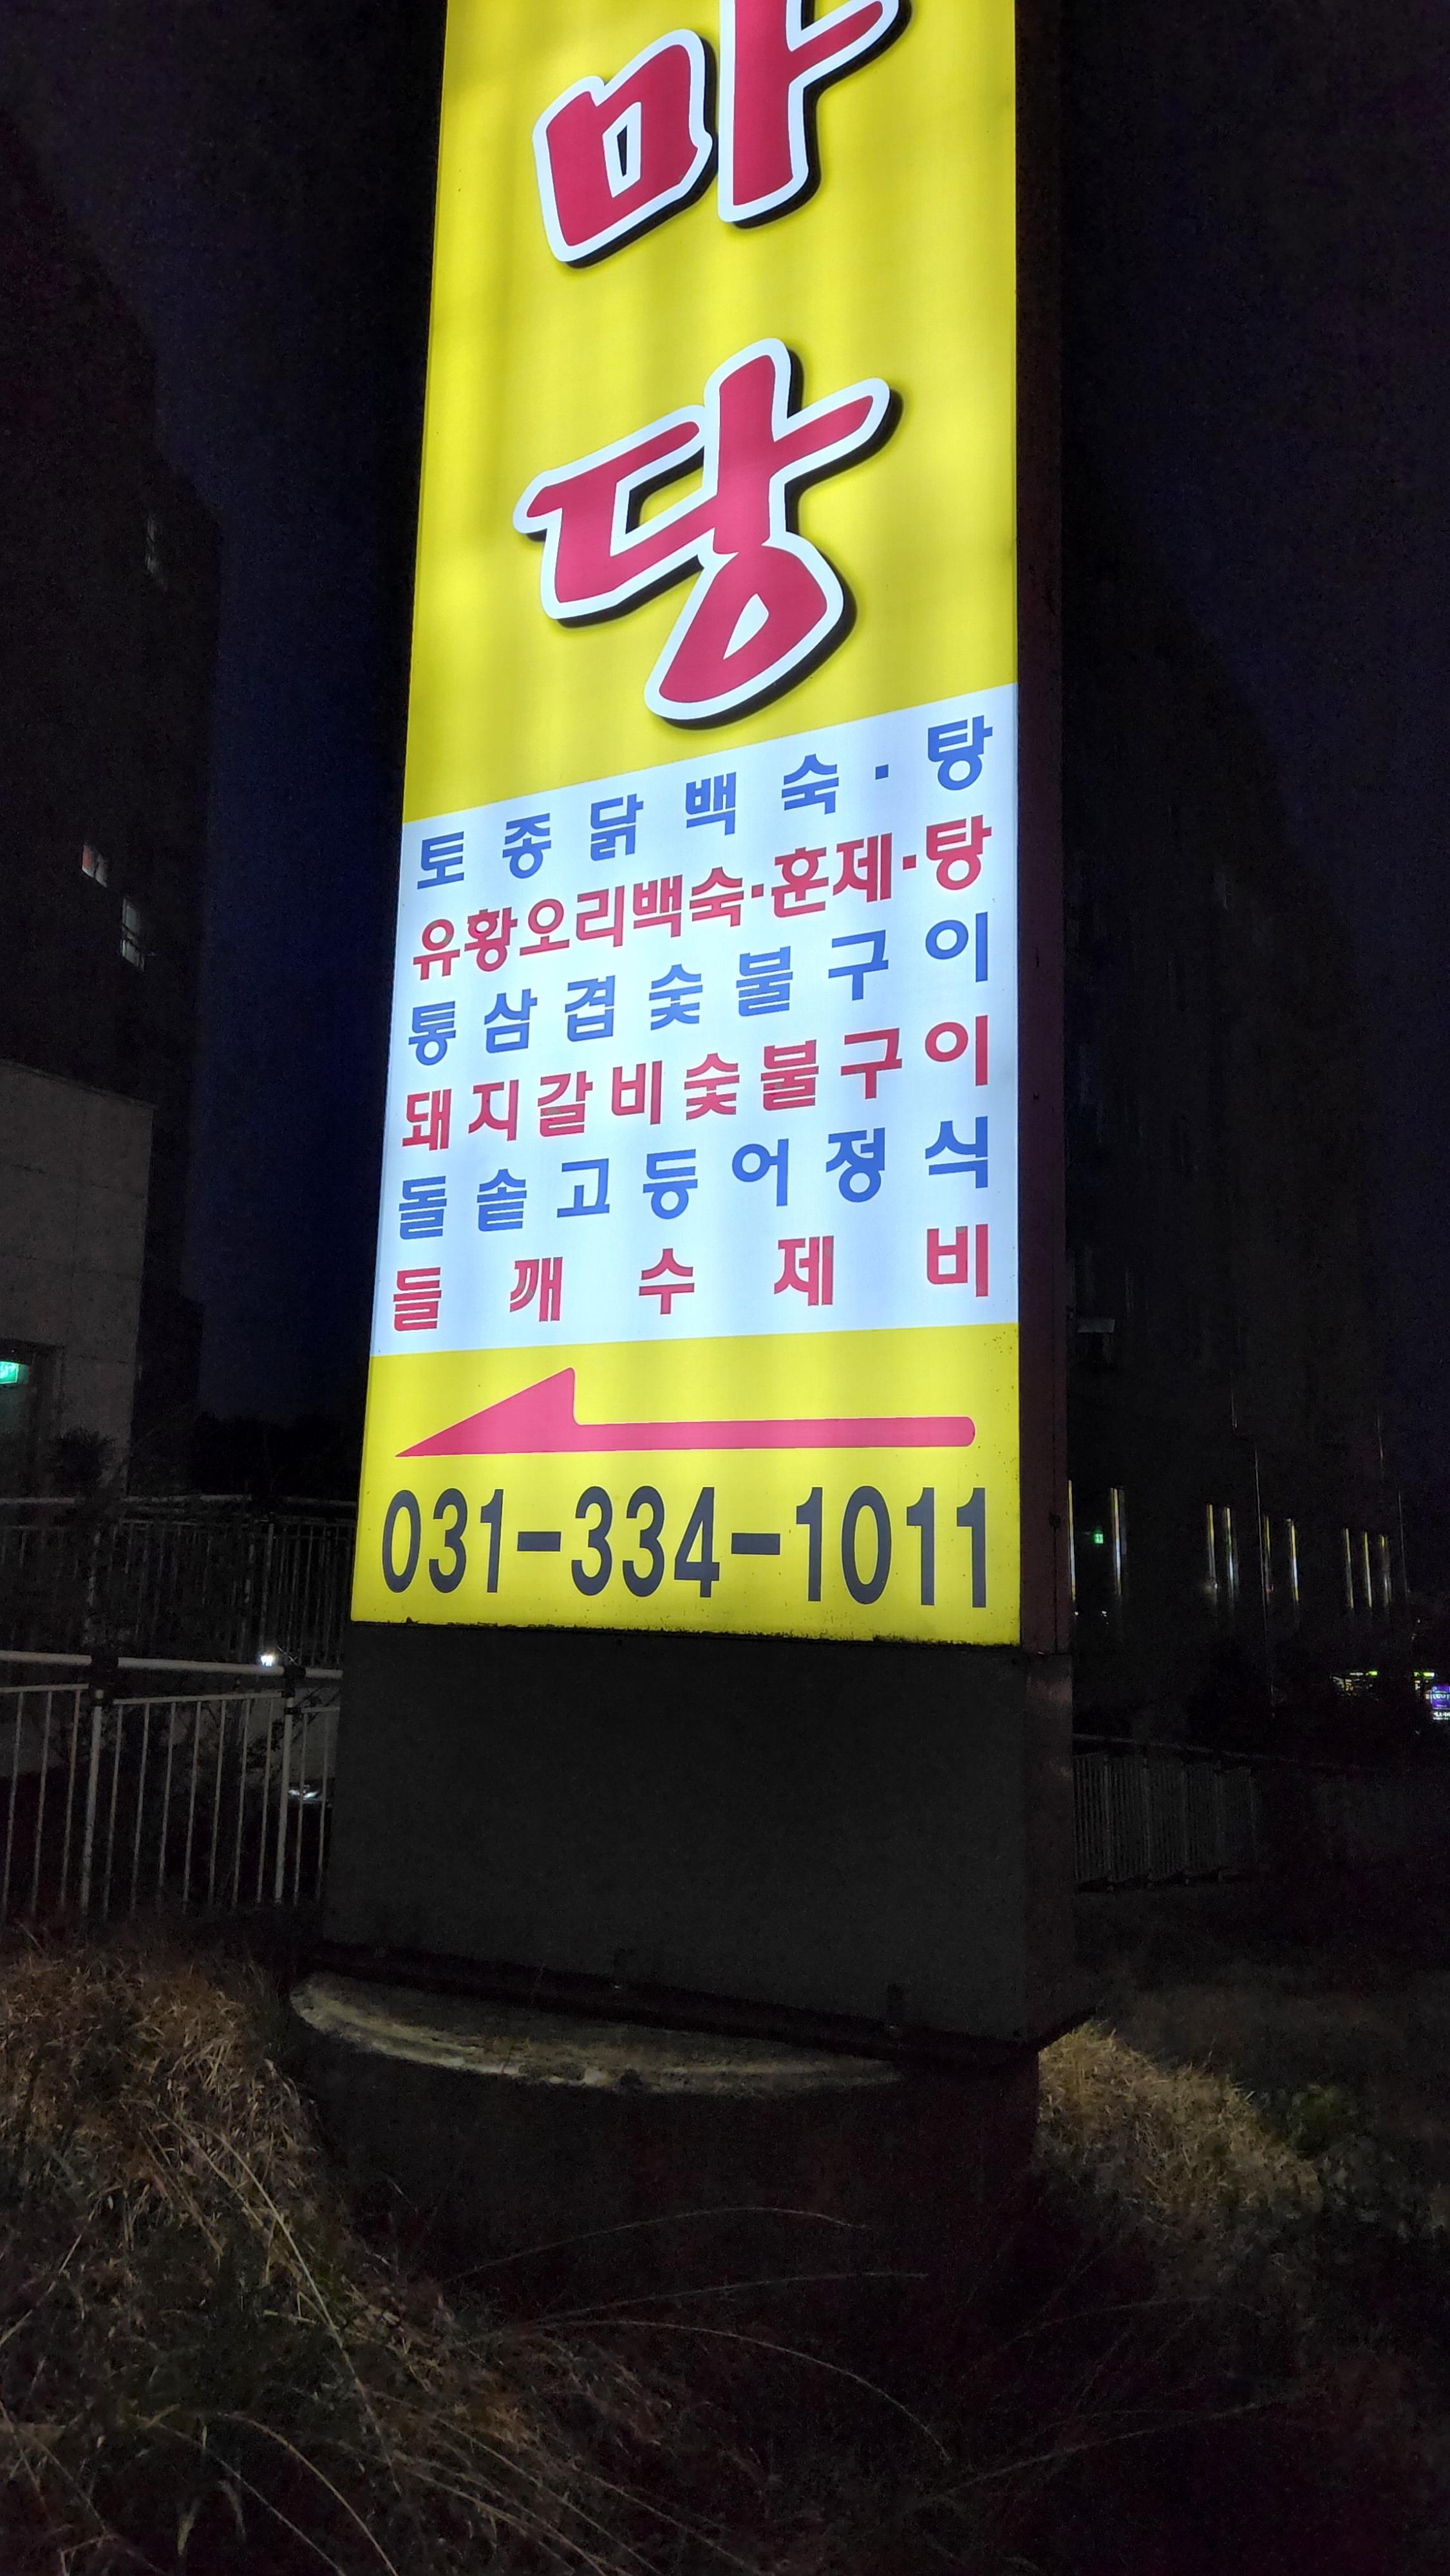 마
당
토종닭백숙·탕
유황오리백숙·훈제·탕
통삼겹숯불구이
돼지갈비숯불구이
돌솥고등어정식
들깨수제비
031-334-1011